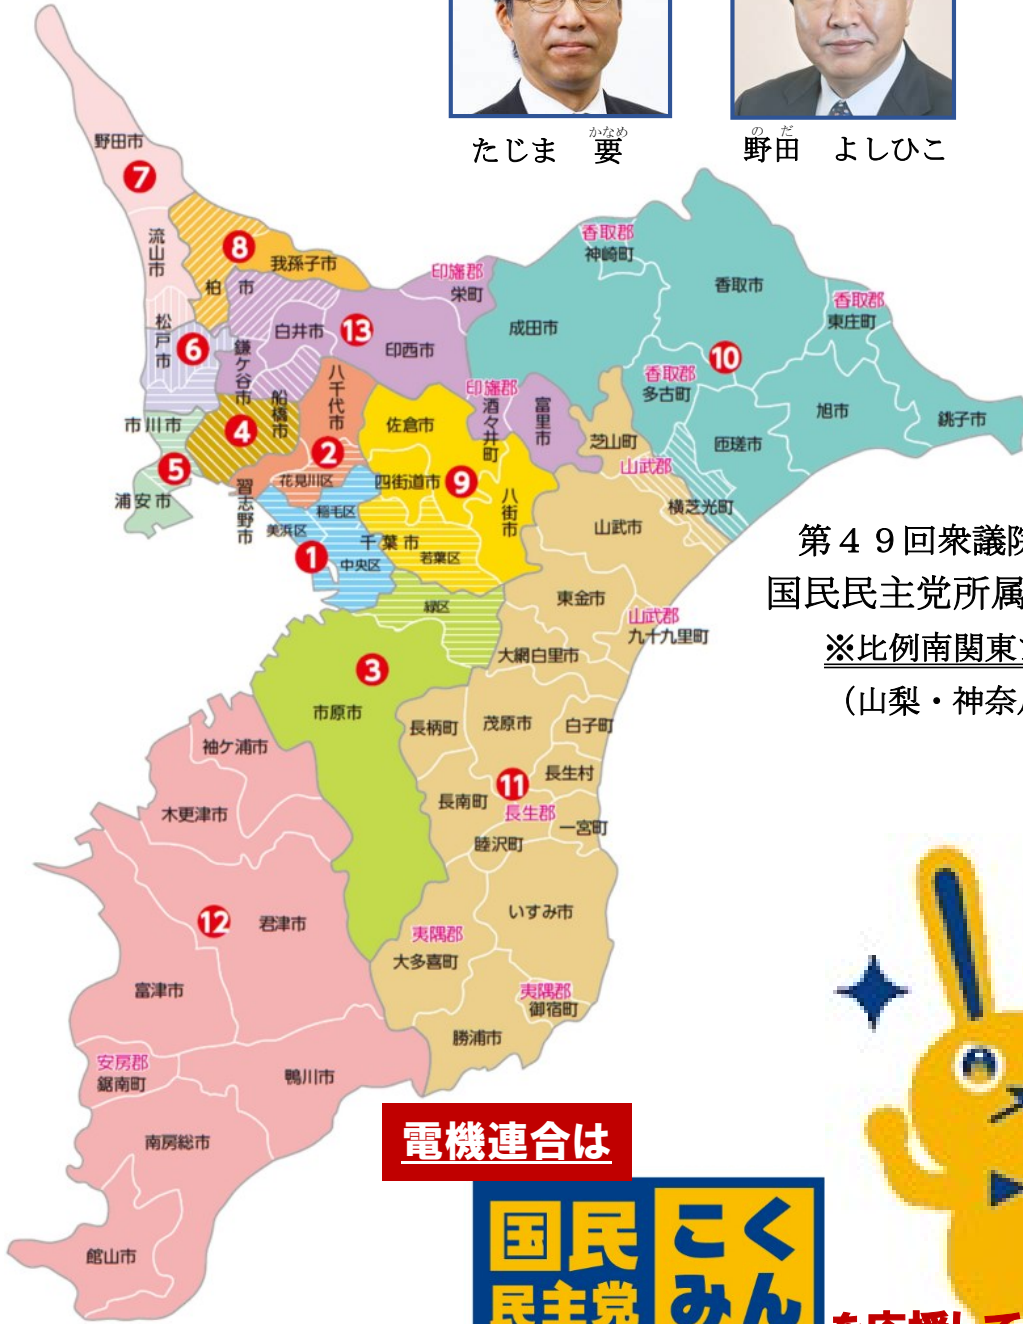 かなめ
たじま 要
のだ
野田 よしひこ
野田市
7
流山市
8
我孫子市
柏市
松戸市
6
鎌ケ谷市
白井市
13
印西市
印旛郡
栄町
船橋市
八千代市
市川市
4
5
浦安市
習志野市
2
花見川区
稲毛区
美浜区
1
中央区
千葉市
若葉区
緑区
佐倉市
四街道市
9
八街市
印旛郡
酒々井町
富里市
成田市
香取郡
神崎町
香取市
香取郡
東庄町
10
香取郡
多古町
旭市
銚子市
匝瑳市
芝山町
山武郡
横芝光町
山武市
東金市
山武郡
九十九里町
大網白里市
3
市原市
長柄町
茂原市
白子町
長生村
11
長南町
長生郡
一宮町
睦沢町
いすみ市
夷隅郡
大多喜町
夷隅郡
御宿町
勝浦市
袖ケ浦市
木更津市
12
君津市
富津市
安房郡
鋸南町
鴨川市
南房総市
館山市
第49回衆議院
国民民主党所属
※比例南関東
(山梨・神奈
電機連合は
国民
民主党
こく
みん
を応援して